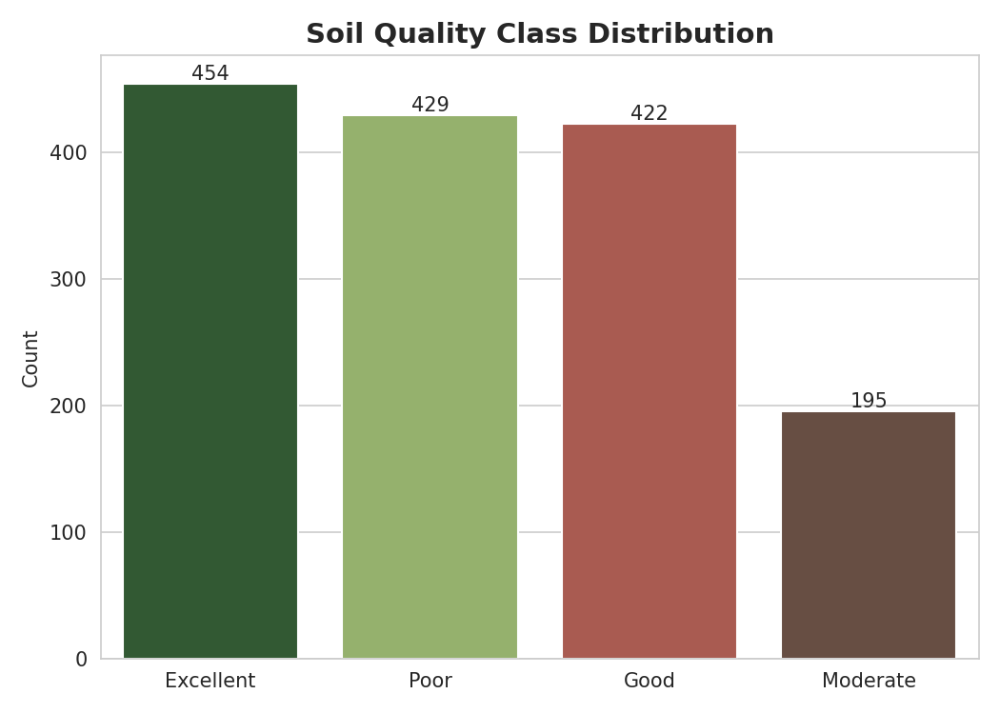 Soil Quality Class Distribution
454
429
422
195
400
300
200
100
0
Count
Excellent
Poor
Good
Moderate